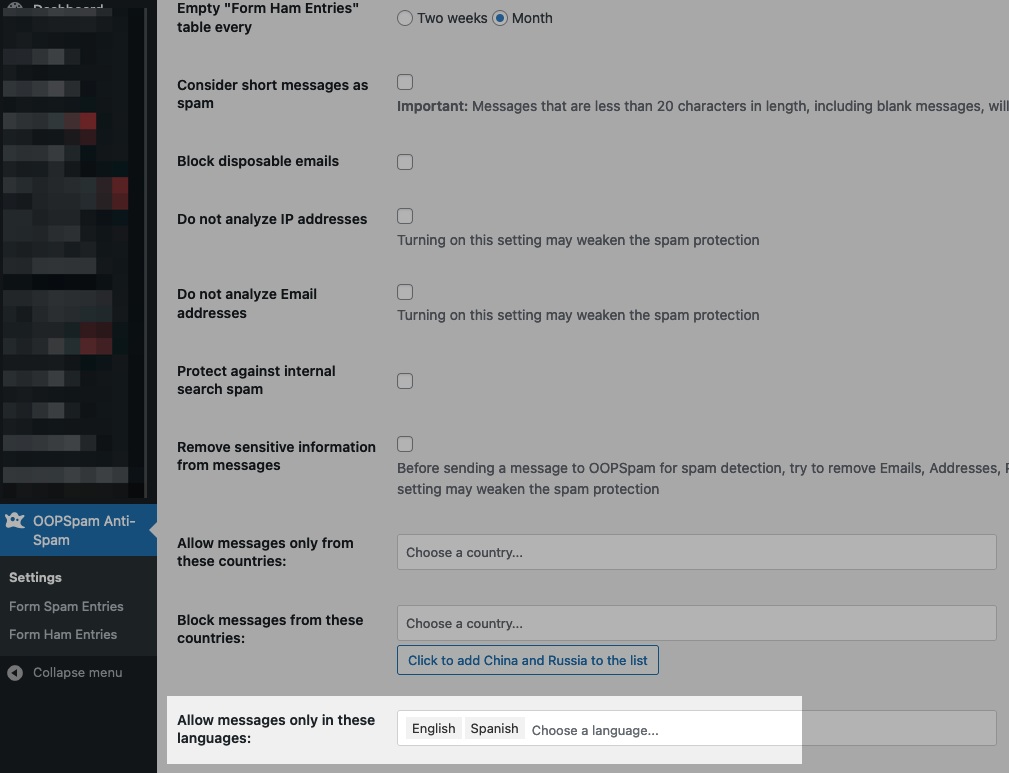 Dashboard
Empty "Form Ham Entries"
table every
Two weeks Month
Consider short messages as
spam
Important: Messages that are less than 20 characters in length, including blank messages, will
Block disposable emails
Do not analyze IP addresses
Turning on this setting may weaken the spam protection
Do not analyze Email
addresses
Turning on this setting may weaken the spam protection
Protect against internal
search spam
Remove sensitive information
from messages
Before sending a message to OOPSpam for spam detection, try to remove Emails, Addresses,
setting may weaken the spam protection
OOPSpam Anti-
Spam
Settings
Form Spam Entries
Form Ham Entries
Collapse menu
Allow messages only from
these countries:
Choose a country...
Block messages from these
countries:
Choose a country...
Click to add China and Russia to the list
Allow messages only in these
languages:
English Spanish Choose a language...